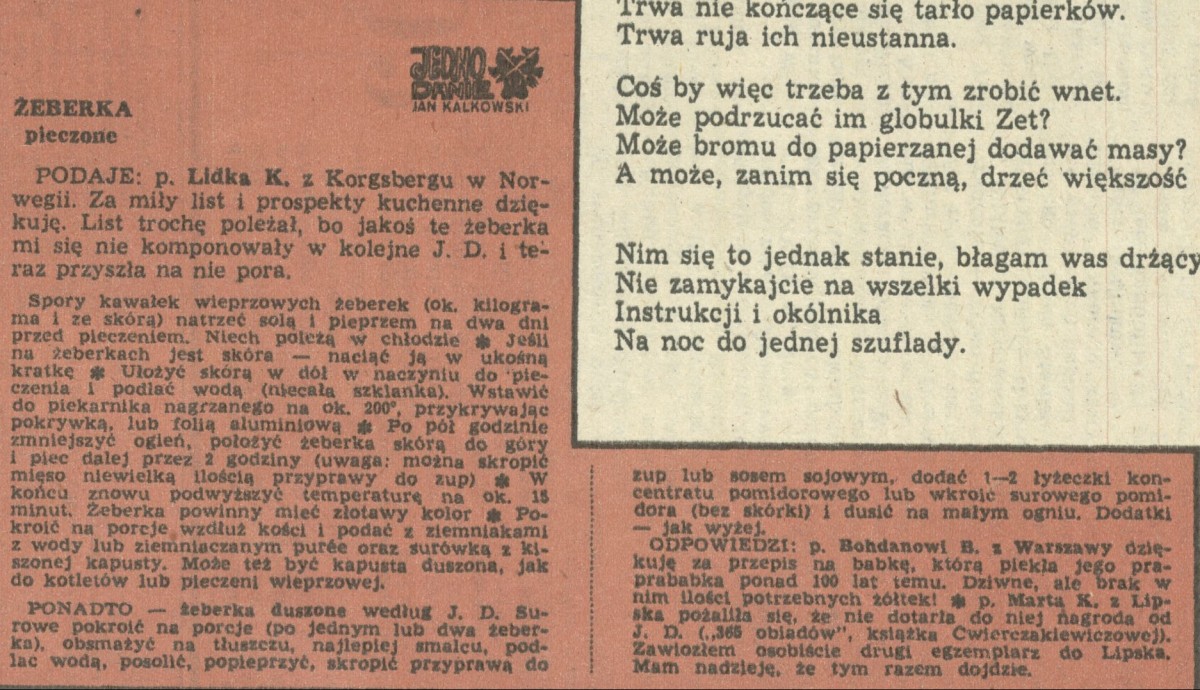 JEDNO
DANIE
JAN KALKOWSKI
ŻEBERKA
pieczone
PODAJE: p. Lidka K. z Korgsbergu w Nor-
wegii. Za miły list i prospekty kuchenne dzię-
kuję. List trochę poleżał, bo jakoś te żeberka
mi się nie komponowały w kolejne J. D. i te-
raz przyszła na nie pora.
Spory kawałek wieprzowych żeberek (ok. kilogra-
ma i ze skórą) natrzeć solą i pieprzem na dwa dni
przed pieczeniem. Niech poleżą w chłodzie ✱ Jeśli
na żeberkach jest skóra — naciąć ją w ukośną
kratkę ✱ Ułożyć skórą w dół w naczyniu do pie-
czenia i podlać wodą (niecała szklanka). Wstawić
do piekarnika nagrzanego na ok. 200°, przykrywając
pokrywką, lub folią aluminiową ✱ Po pół godzinie
zmniejszyć ogień, położyć żeberka skórą do góry
i piec dalej przez 2 godziny (uwaga: można skropić
mięso niewielką ilością przyprawy do zup) ✱ W
końcu znowu podwyższyć temperaturę na ok. 15
minut. Żeberka powinny mieć złotawy kolor ✱ Po-
kroić na porcje wzdłuż kości i podać z ziemniakami
z wody lub ziemniaczanym purée oraz surówką z ki-
szonej kapusty. Może też być kapusta duszona, jak
do kotletów lub pieczeni wieprzowej.
PONADTO — żeberka duszone według J. D. Su-
rowe pokroić na porcje (po jednym lub dwa żeber-
ka), obsmażyć na tłuszczu, najlepiej smalcu, pod-
lać wodą, posolić, popieprzyć, skropić przyprawą do
zup lub sosem sojowym, dodać 1—2 łyżeczki kon-
centratu pomidorowego lub wkroić surowego pomi-
dora (bez skórki) i dusić na małym ogniu. Dodatki
— jak wyżej.
ODPOWIEDZI: p. Bohdanowi B. z Warszawy dzię-
kuję za przepis na babkę, którą piekła jego pra-
prababka ponad 100 lat temu. Dziwne, ale brak w
nim ilości potrzebnych żółtek! ✱ p. Marta K. z Lip-
ska pożaliła się, że nie dotarła do niej nagroda od
J. D. („365 obiadów", książka Ćwierczakiewiczowej).
Zawiozłem osobiście drugi egzemplarz do Lipska.
Mam nadzieję, że tym razem dojdzie.
Trwa nie kończące się tarło papierków.
Trwa ruja ich nieustanna.
Coś by więc trzeba z tym zrobić wnet.
Może podrzucać im globulki Zet?
Może bromu do papierzanej dodawać masy?
A może, zanim się poczną, drzeć większość
Nim się to jednak stanie, błagam was drżący
Nie zamykajcie na wszelki wypadek
Instrukcji i okólnika
Na noc do jednej szuflady.